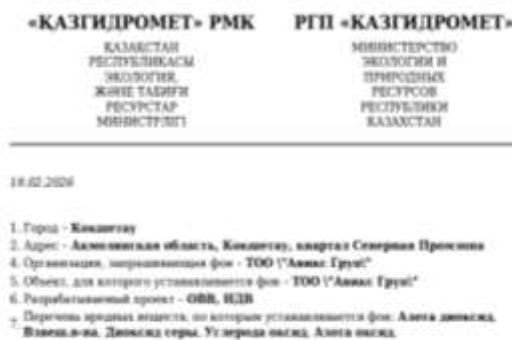 «ҚАЗГИДРОМЕТ» РМК
ҚАЗАҚСТАН
РЕСПУБЛИКАСЫ
ЭКОЛОГИЯ,
ЖӘНЕ ТАБИҒИ
РЕСУРСТАР
МИНИСТРЛІГІ
РГП «КАЗГИДРОМЕТ»
МИНИСТЕРСТВО
ЭКОЛОГИИ И
ПРИРОДНЫХ
РЕСУРСОВ
РЕСПУБЛИКИ
КАЗАХСТАН
19.02.2026
1. Город - Кокшетау
2. Адрес - Акмолинская область, Кокшетау, квартал Северная Промзона
4. Организация, запрашивающая фон - ТОО \"Аниас Груп\"
5. Объект, для которого устанавливается фон - ТОО \"Аниас Груп\"
6. Разрабатываемый проект - ОВВ, НДВ
7. Перечень вредных веществ, по которым устанавливается фон: Азота диоксид,
Взвеш.в-ва, Диоксид серы, Углерода оксид, Азота оксид,